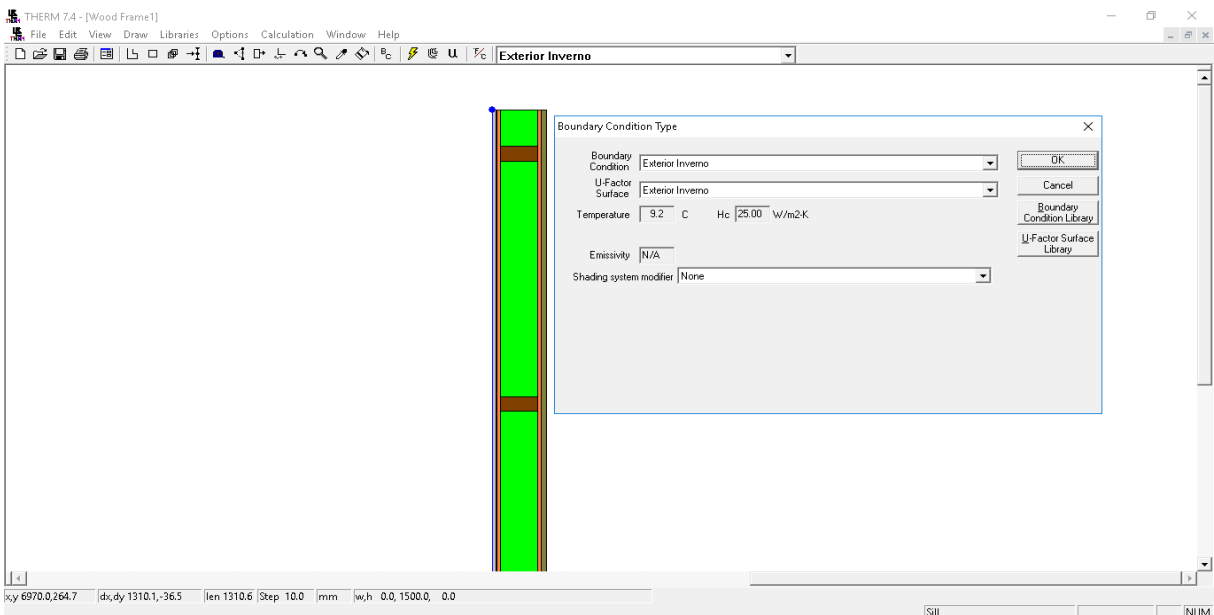 THERM 7.4 - [Wood Frame1]
File Edit View Draw Libraries Options Calculation Window Help
Exterior Inverno
Boundary Condition Type
Boundary Condition
Exterior Inverno
OK
U-Factor Surface
Exterior Inverno
Cancel
Temperature 9.2 C Hc 25.00 W/m2-K
Boundary Condition Library
U-Factor Surface Library
Emissivity N/A
Shading system modifier None
x,y 6970.0,264.7 dx,dy 1310.1,-36.5 len 1310.6 Step 10.0 mm w,h 0.0, 1500.0, 0.0
Sill NUM